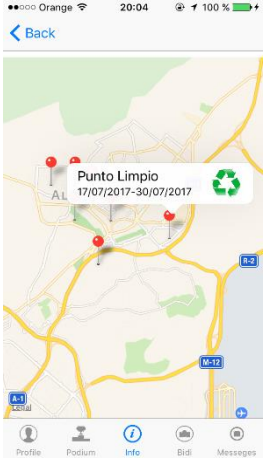 Orange 20:04 100 %
Back
Punto Limpio
17/07/2017-30/07/2017
AL
R-2
M-12
A-1
Legal
Profile Podium Info Bidi Messeges